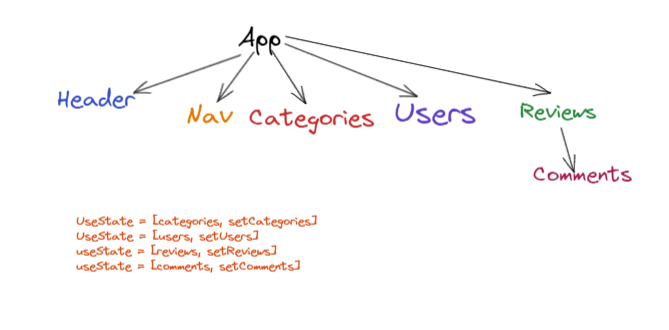 App
Header
Nav
Categories
Users
Reviews
Comments
UseState = [categories, setCategories]
UseState = [users, setUsers]
useState = [reviews, setReviews]
useState = [comments, setComments]